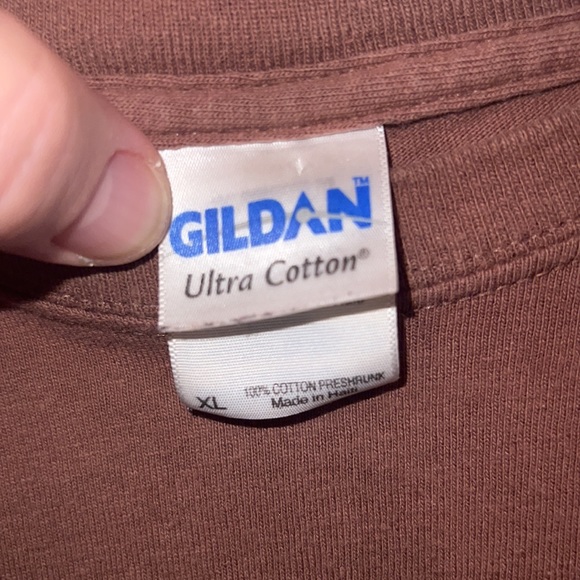 GILDAN™
Ultra Cotton®
100% COTTON PRESHRUNK
XL
Made in Haiti